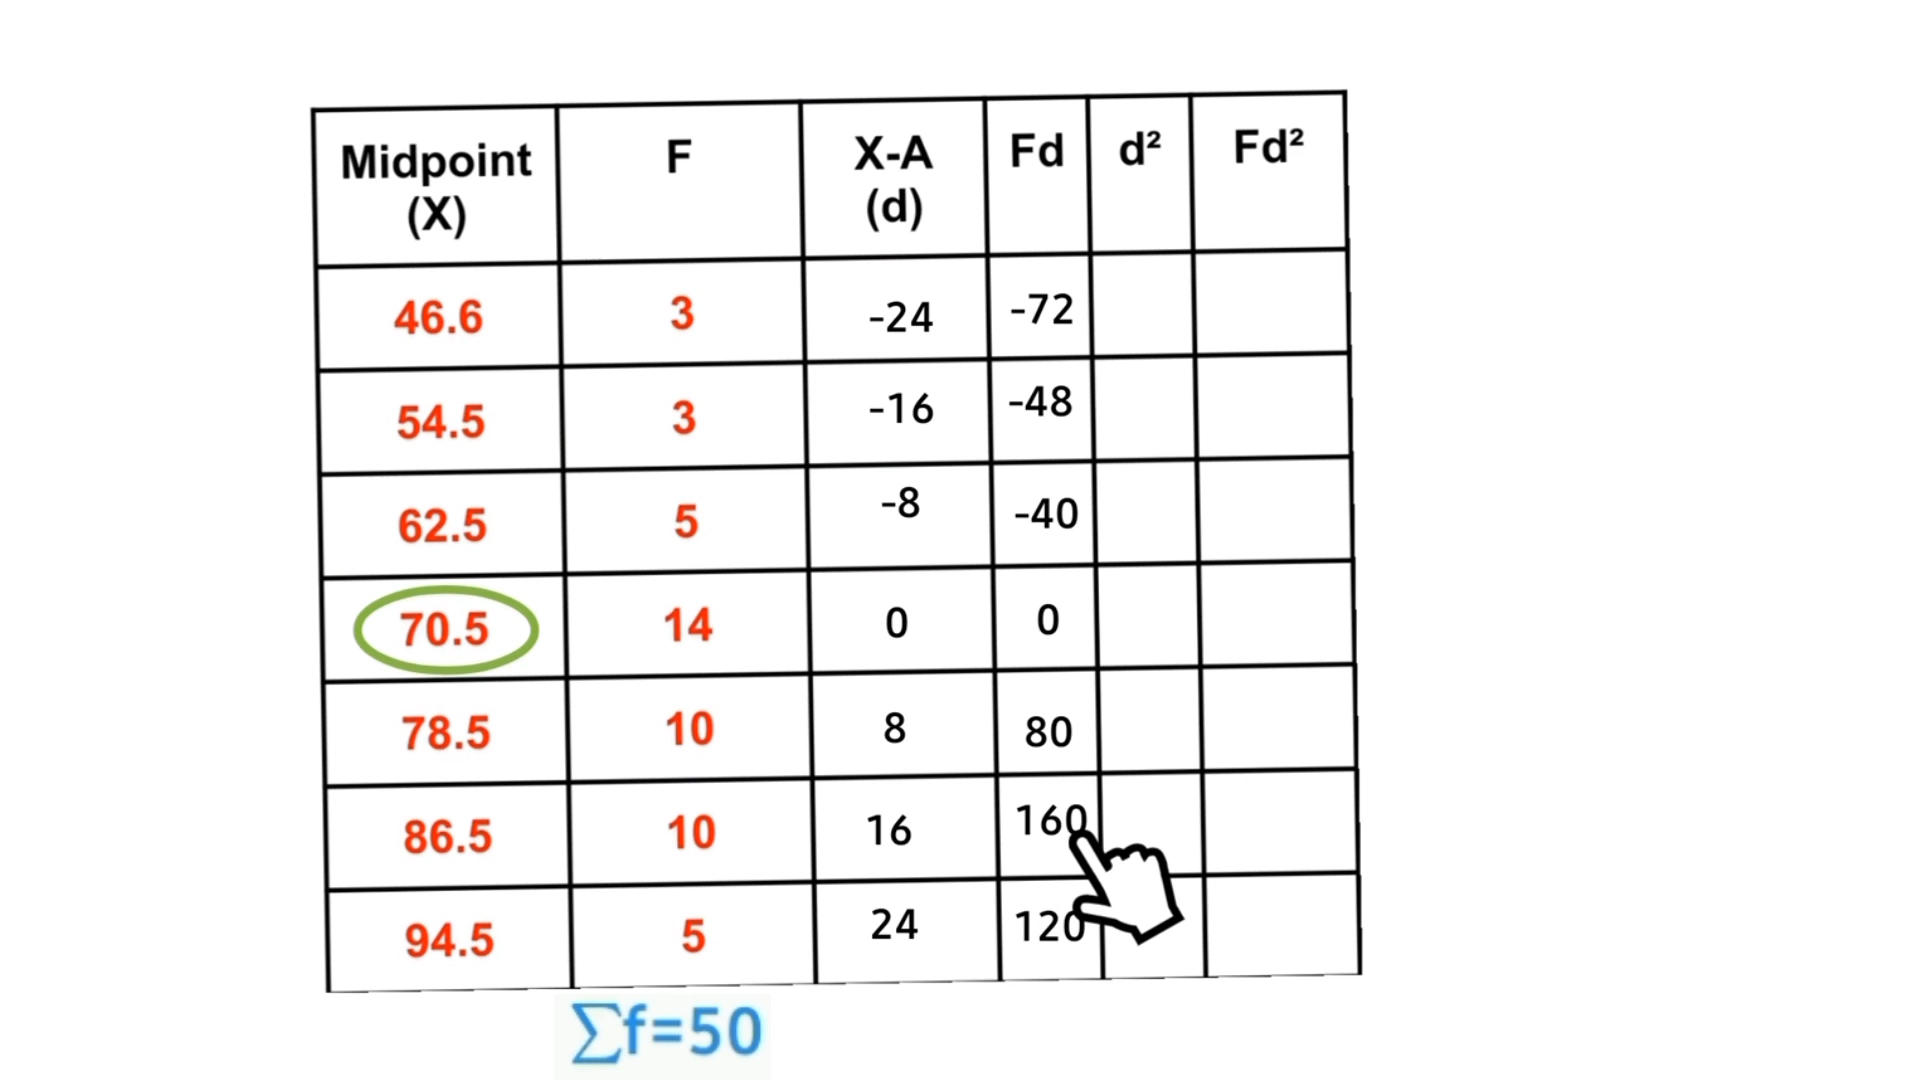 Midpoint (X) F X-A (d) Fd d² Fd²
46.6 3 -24 -72
54.5 3 -16 -48
62.5 5 -8 -40
70.5 14 0 0
78.5 10 8 80
86.5 10 16 160
94.5 5 24 120
∑f=50